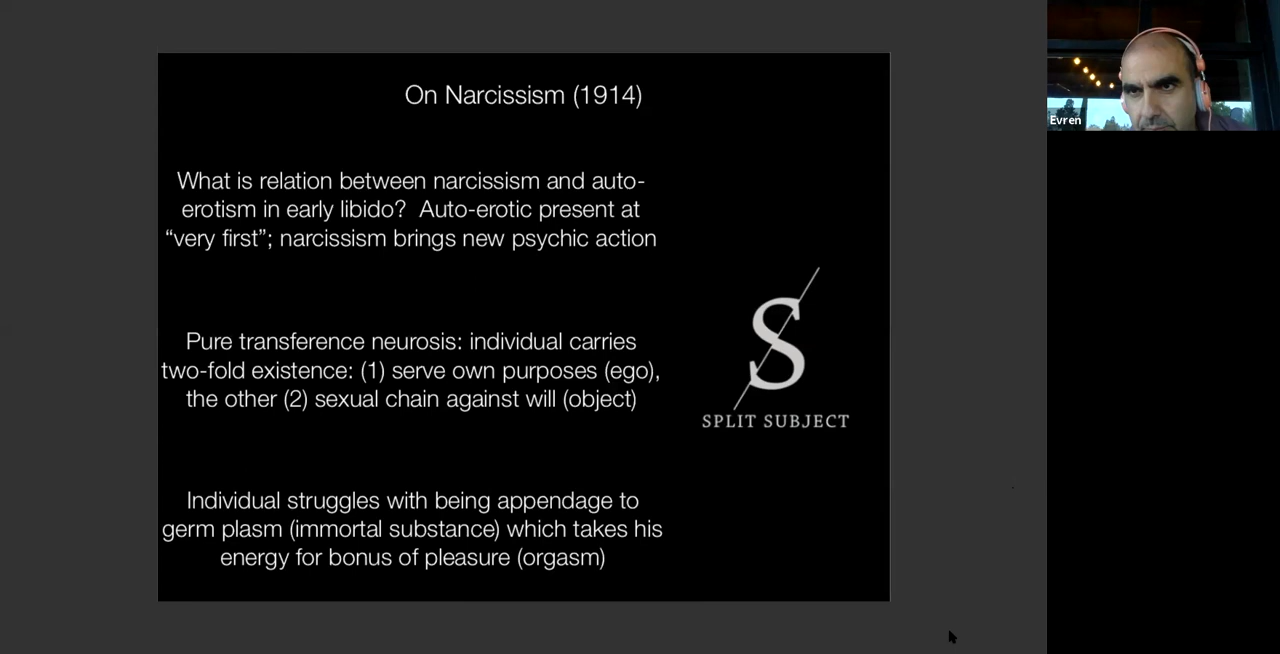 On Narcissism (1914)
What is relation between narcissism and auto-
erotism in early libido?  Auto-erotic present at
“very first”; narcissism brings new psychic action
Pure transference neurosis: individual carries
two-fold existence: (1) serve own purposes (ego),
the other (2) sexual chain against will (object)
Individual struggles with being appendage to
germ plasm (immortal substance) which takes his
energy for bonus of pleasure (orgasm)
S
SPLIT SUBJECT
Evren